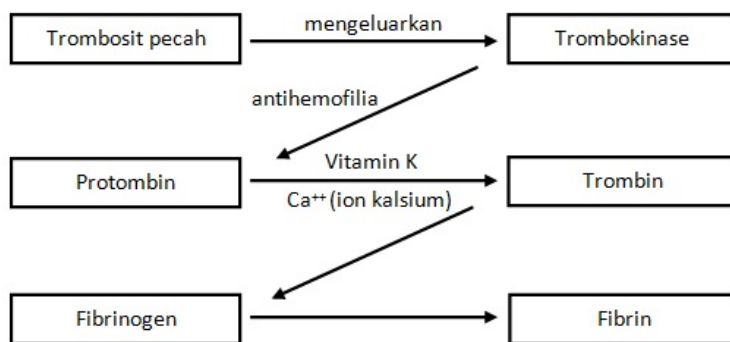 mengeluarkan
Trombosit pecah
Trombokinase
antihemofilia
Vitamin K
Protombin
Trombin
Ca⁺⁺ (ion kalsium)
Fibrinogen
Fibrin